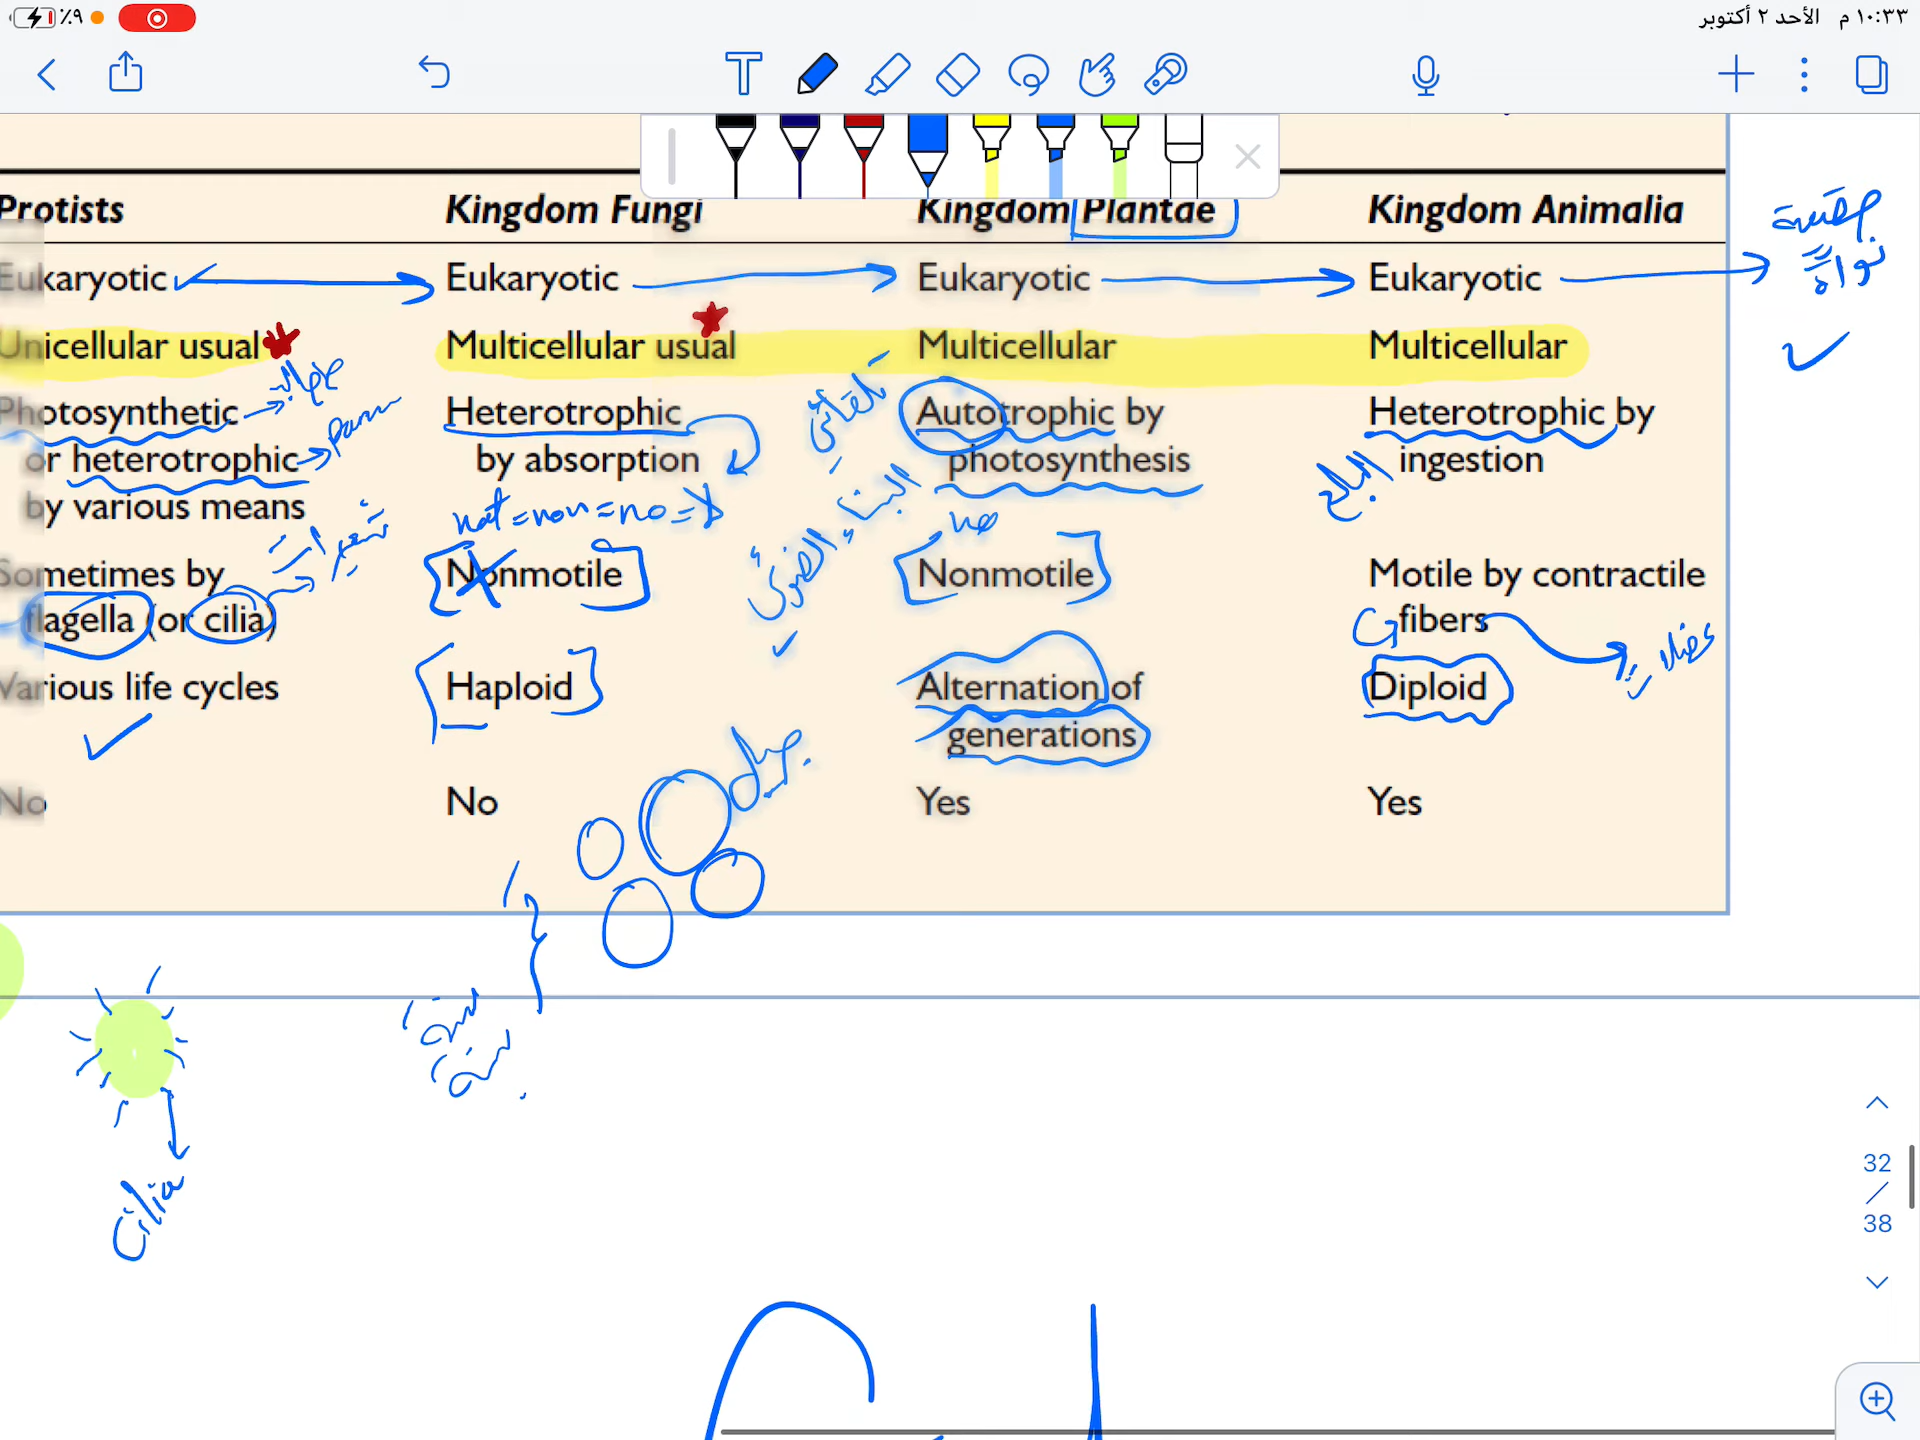 ١٠:٣٣ م الأحد ٢ أكتوبر
٪٩
T
Protists
Kingdom Fungi
Kingdom Plantae
Kingdom Animalia
Eukaryotic
Eukaryotic
Eukaryotic
Eukaryotic
نواة
Unicellular usual
Multicellular usual
Multicellular
Multicellular
Photosynthetic
or heterotrophic
by various means
Heterotrophic
by absorption
Autotrophic by
photosynthesis
Heterotrophic by
ingestion
not = non = no = لا
no
Sometimes by
flagella (or cilia)
Nonmotile
Nonmotile
Motile by contractile
fibers
Various life cycles
Haploid
Alternation of
generations
Diploid
No
No
Yes
Yes
Cilia
32
/
38